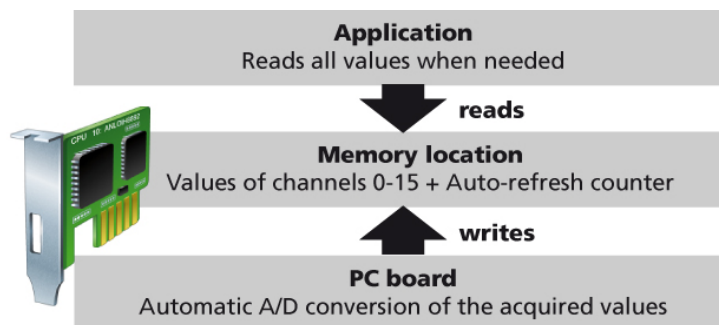 Application
Reads all values when needed
reads
Memory location
Values of channels 0-15 + Auto-refresh counter
writes
PC board
Automatic A/D conversion of the acquired values